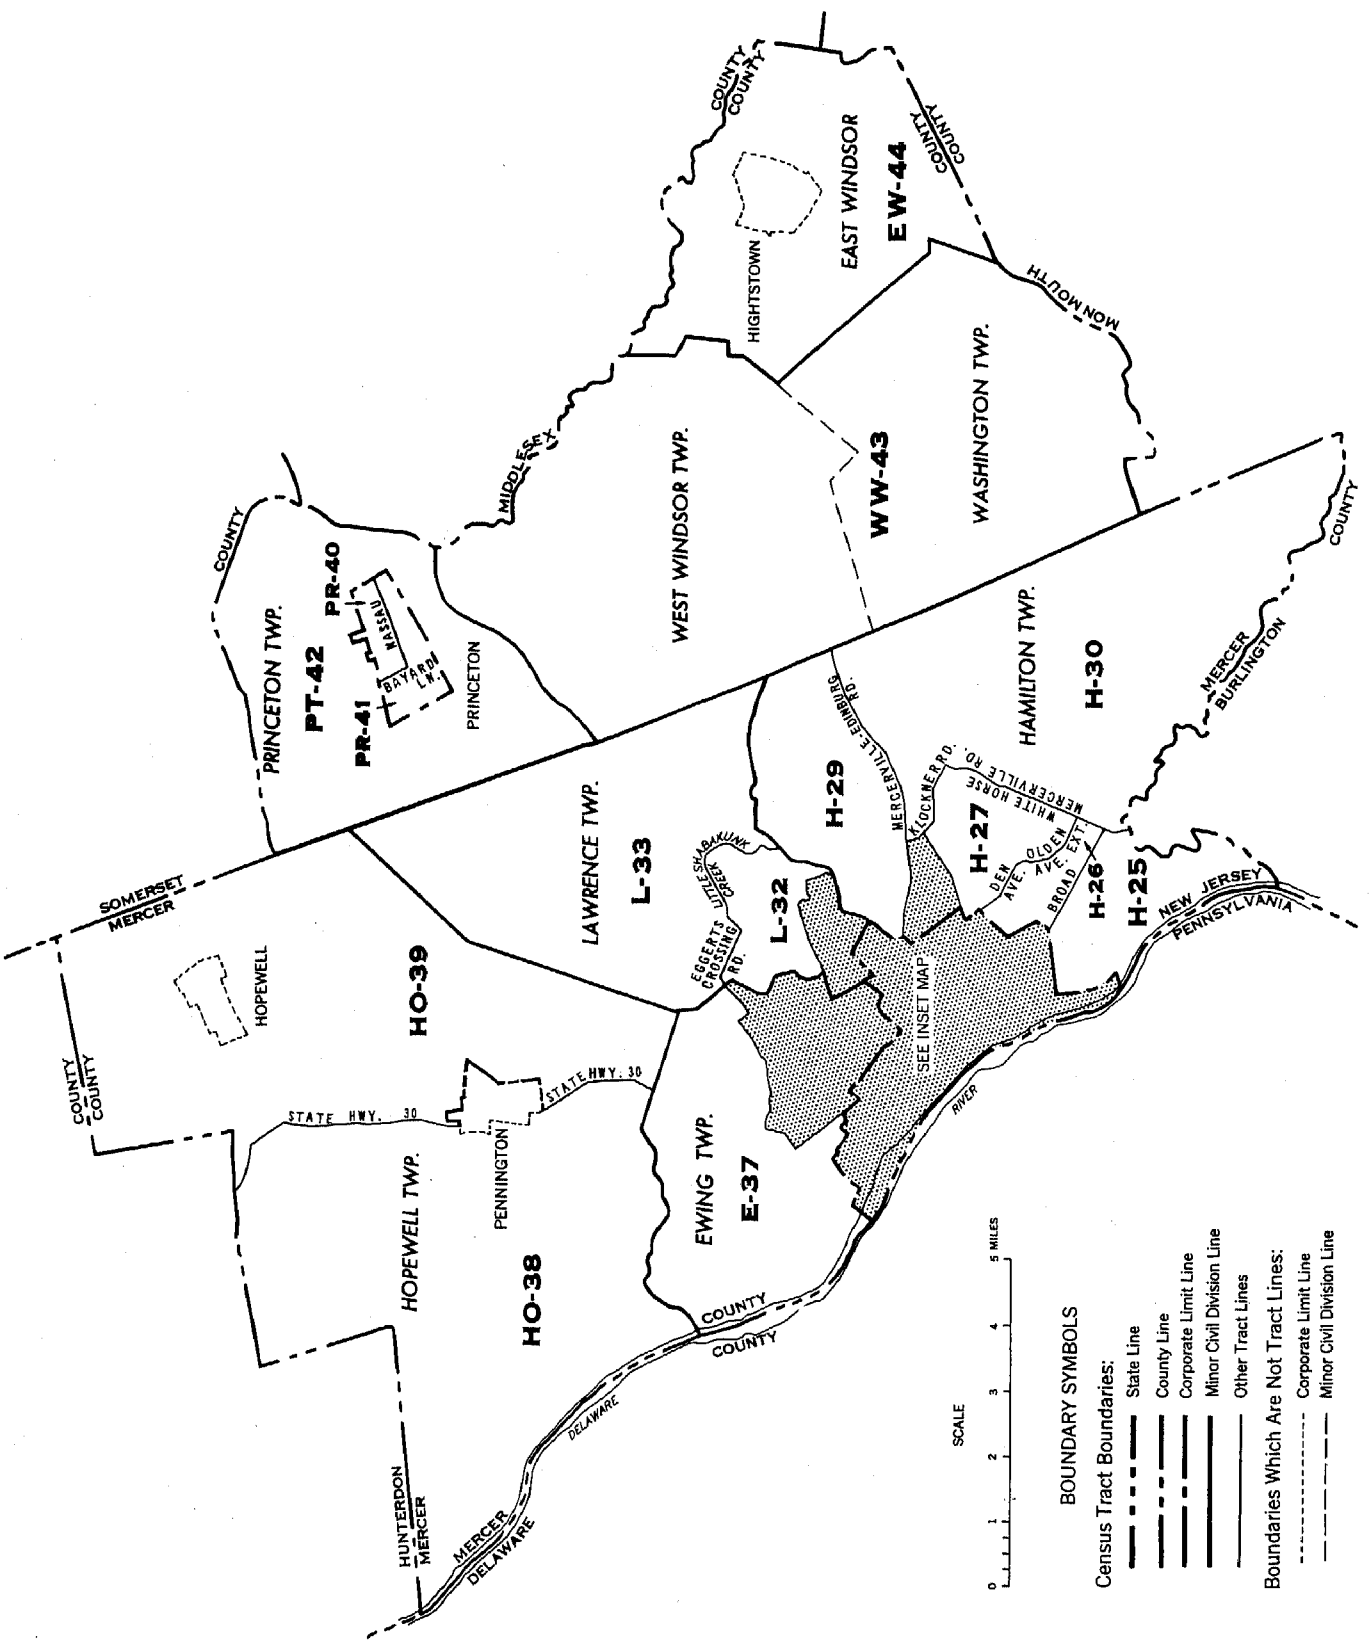 COUNTY
COUNTY
COUNTY
COUNTY
EAST WINDSOR
EW-44
HIGHTSTOWN
MONMOUTH
MIDDLESEX
WEST WINDSOR TWP.
WW-43
WASHINGTON TWP.
COUNTY
PRINCETON TWP.
PT-42
PR-40
NASSAU
BAYARD
LN.
PR-41
PRINCETON
SOMERSET
MERCER
LAWRENCE TWP.
L-33
LITTLE SHABAKUNK
CREEK
EGGERTS
CROSSING
RD.
L-32
H-29
MERCERVILLE-EDINBURG
RD.
HAMILTON TWP.
H-30
KLOCKNER RD.
WHITE HORSE
MERCERVILLE RD.
H-27
OLDEN
AVE.
DEN
AVE. EXT.
BROAD
H-26
H-25
MERCER
BURLINGTON
COUNTY
NEW JERSEY
PENNSYLVANIA
COUNTY
COUNTY
HOPEWELL
HO-39
STATE HWY. 30
STATE HWY. 30
PENNINGTON
HOPEWELL TWP.
HO-38
EWING TWP.
E-37
SEE INSET MAP
RIVER
COUNTY
COUNTY
DELAWARE
HUNTERDON
MERCER
MERCER
DELAWARE
SCALE
0 1 2 3 4 5 MILES
BOUNDARY SYMBOLS
Census Tract Boundaries:
State Line
County Line
Corporate Limit Line
Minor Civil Division Line
Other Tract Lines
Boundaries Which Are Not Tract Lines:
Corporate Limit Line
Minor Civil Division Line